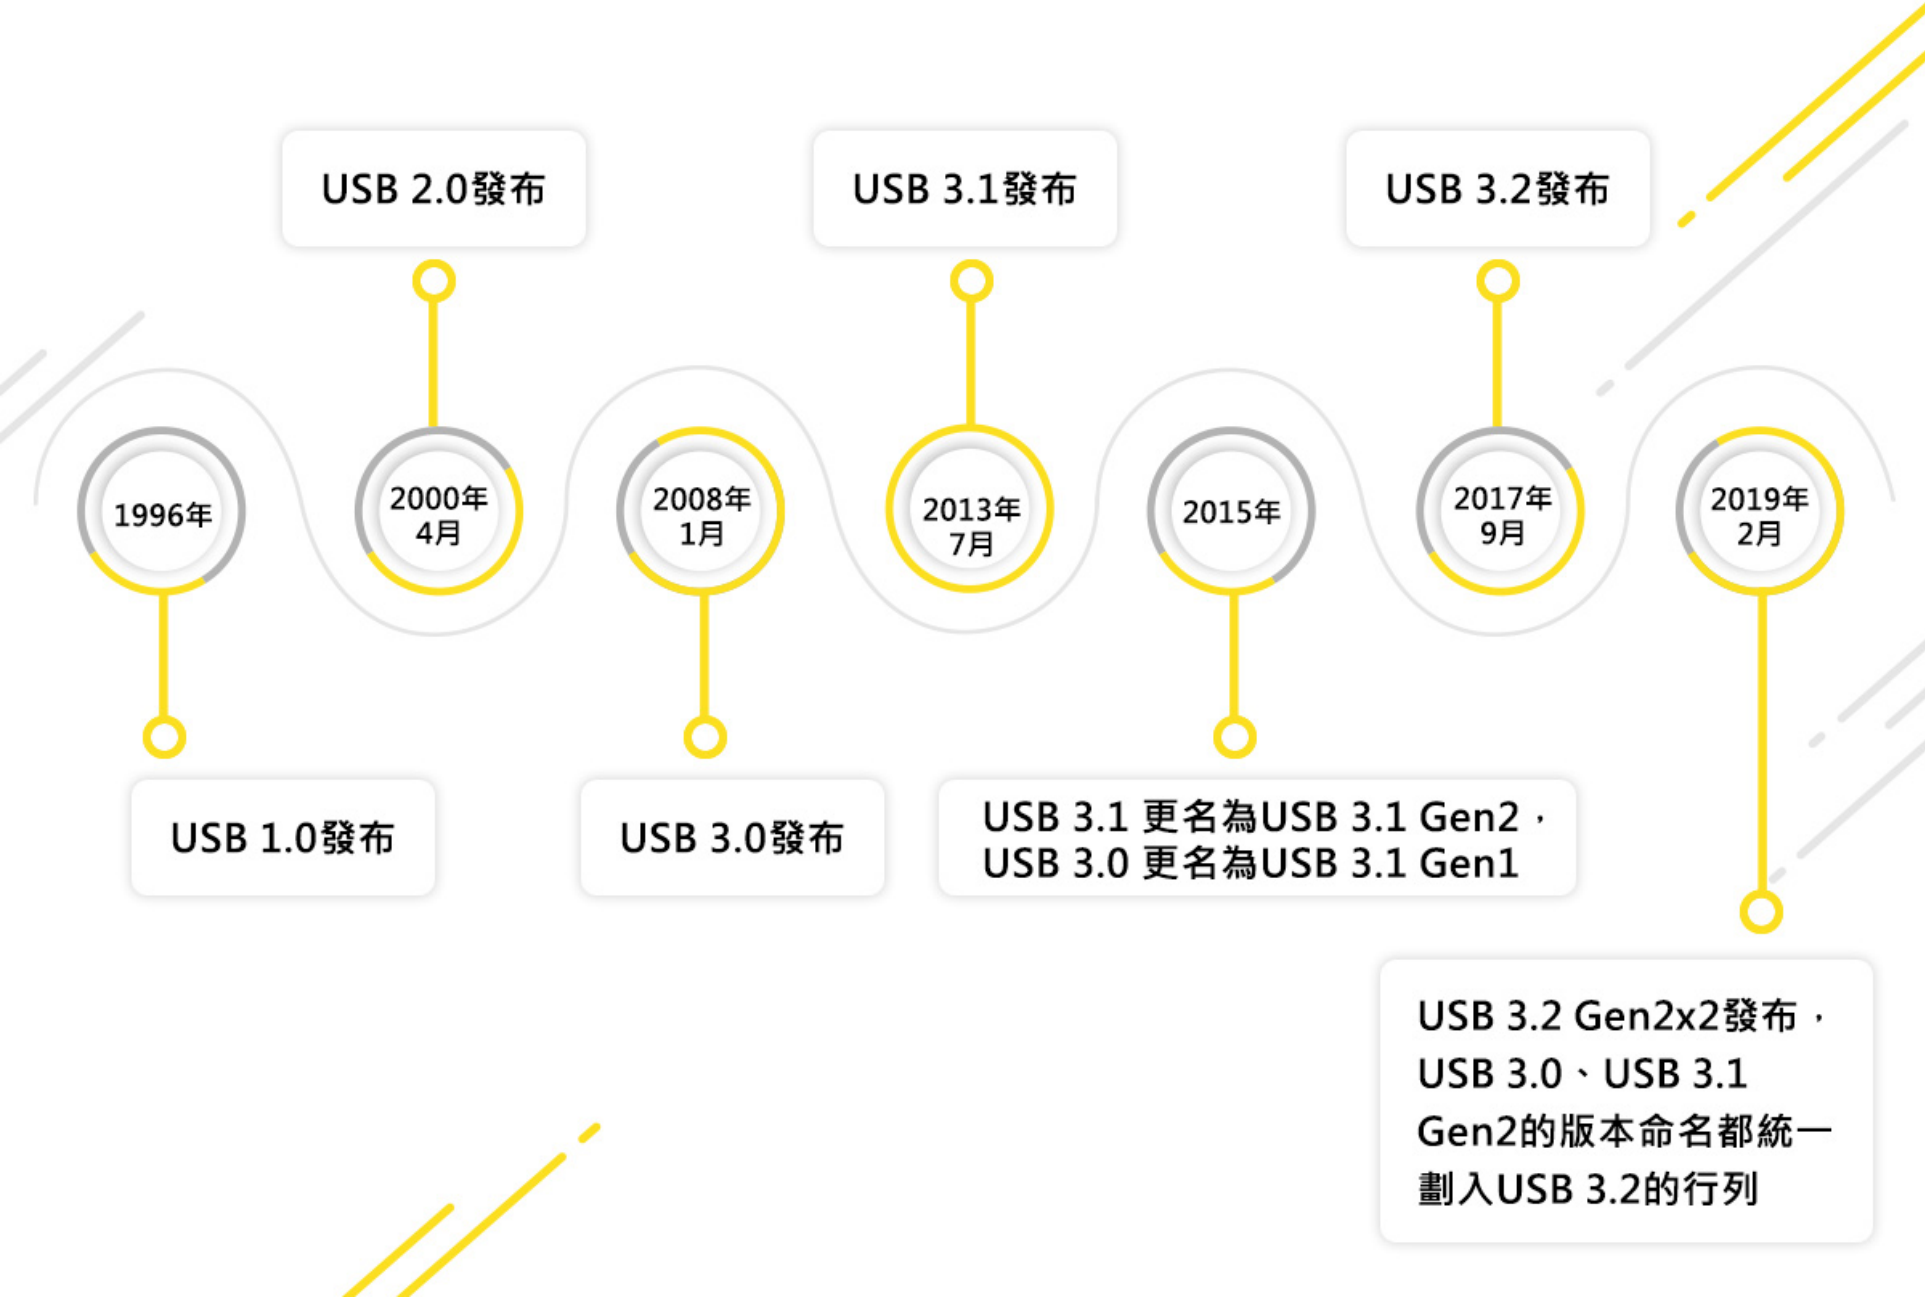 USB 2.0發布
USB 3.1發布
USB 3.2發布
1996年
2000年
4月
2008年
1月
2013年
7月
2015年
2017年
9月
2019年
2月
USB 1.0發布
USB 3.0發布
USB 3.1 更名為USB 3.1 Gen2，
USB 3.0 更名為USB 3.1 Gen1
USB 3.2 Gen2x2發布，
USB 3.0、USB 3.1
Gen2的版本命名都統一
劃入USB 3.2的行列